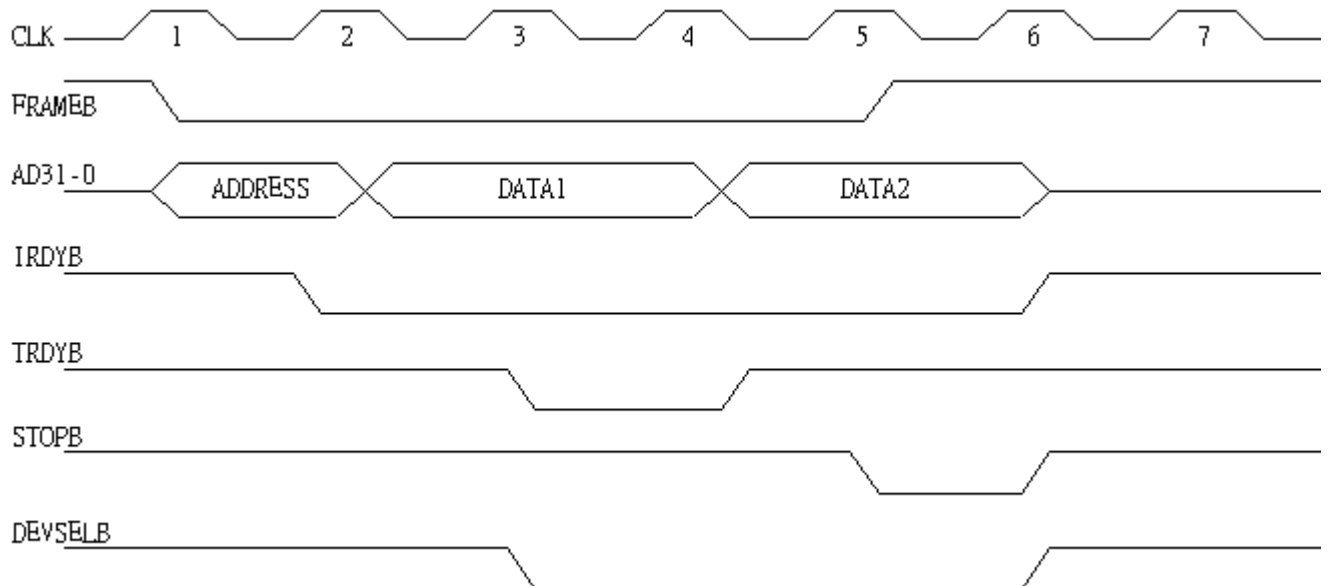 CLK 1 2 3 4 5 6 7
FRAMEB
AD31-0 ADDRESS DATA1 DATA2
IRDYB
TRDYB
STOPB
DEVSELB